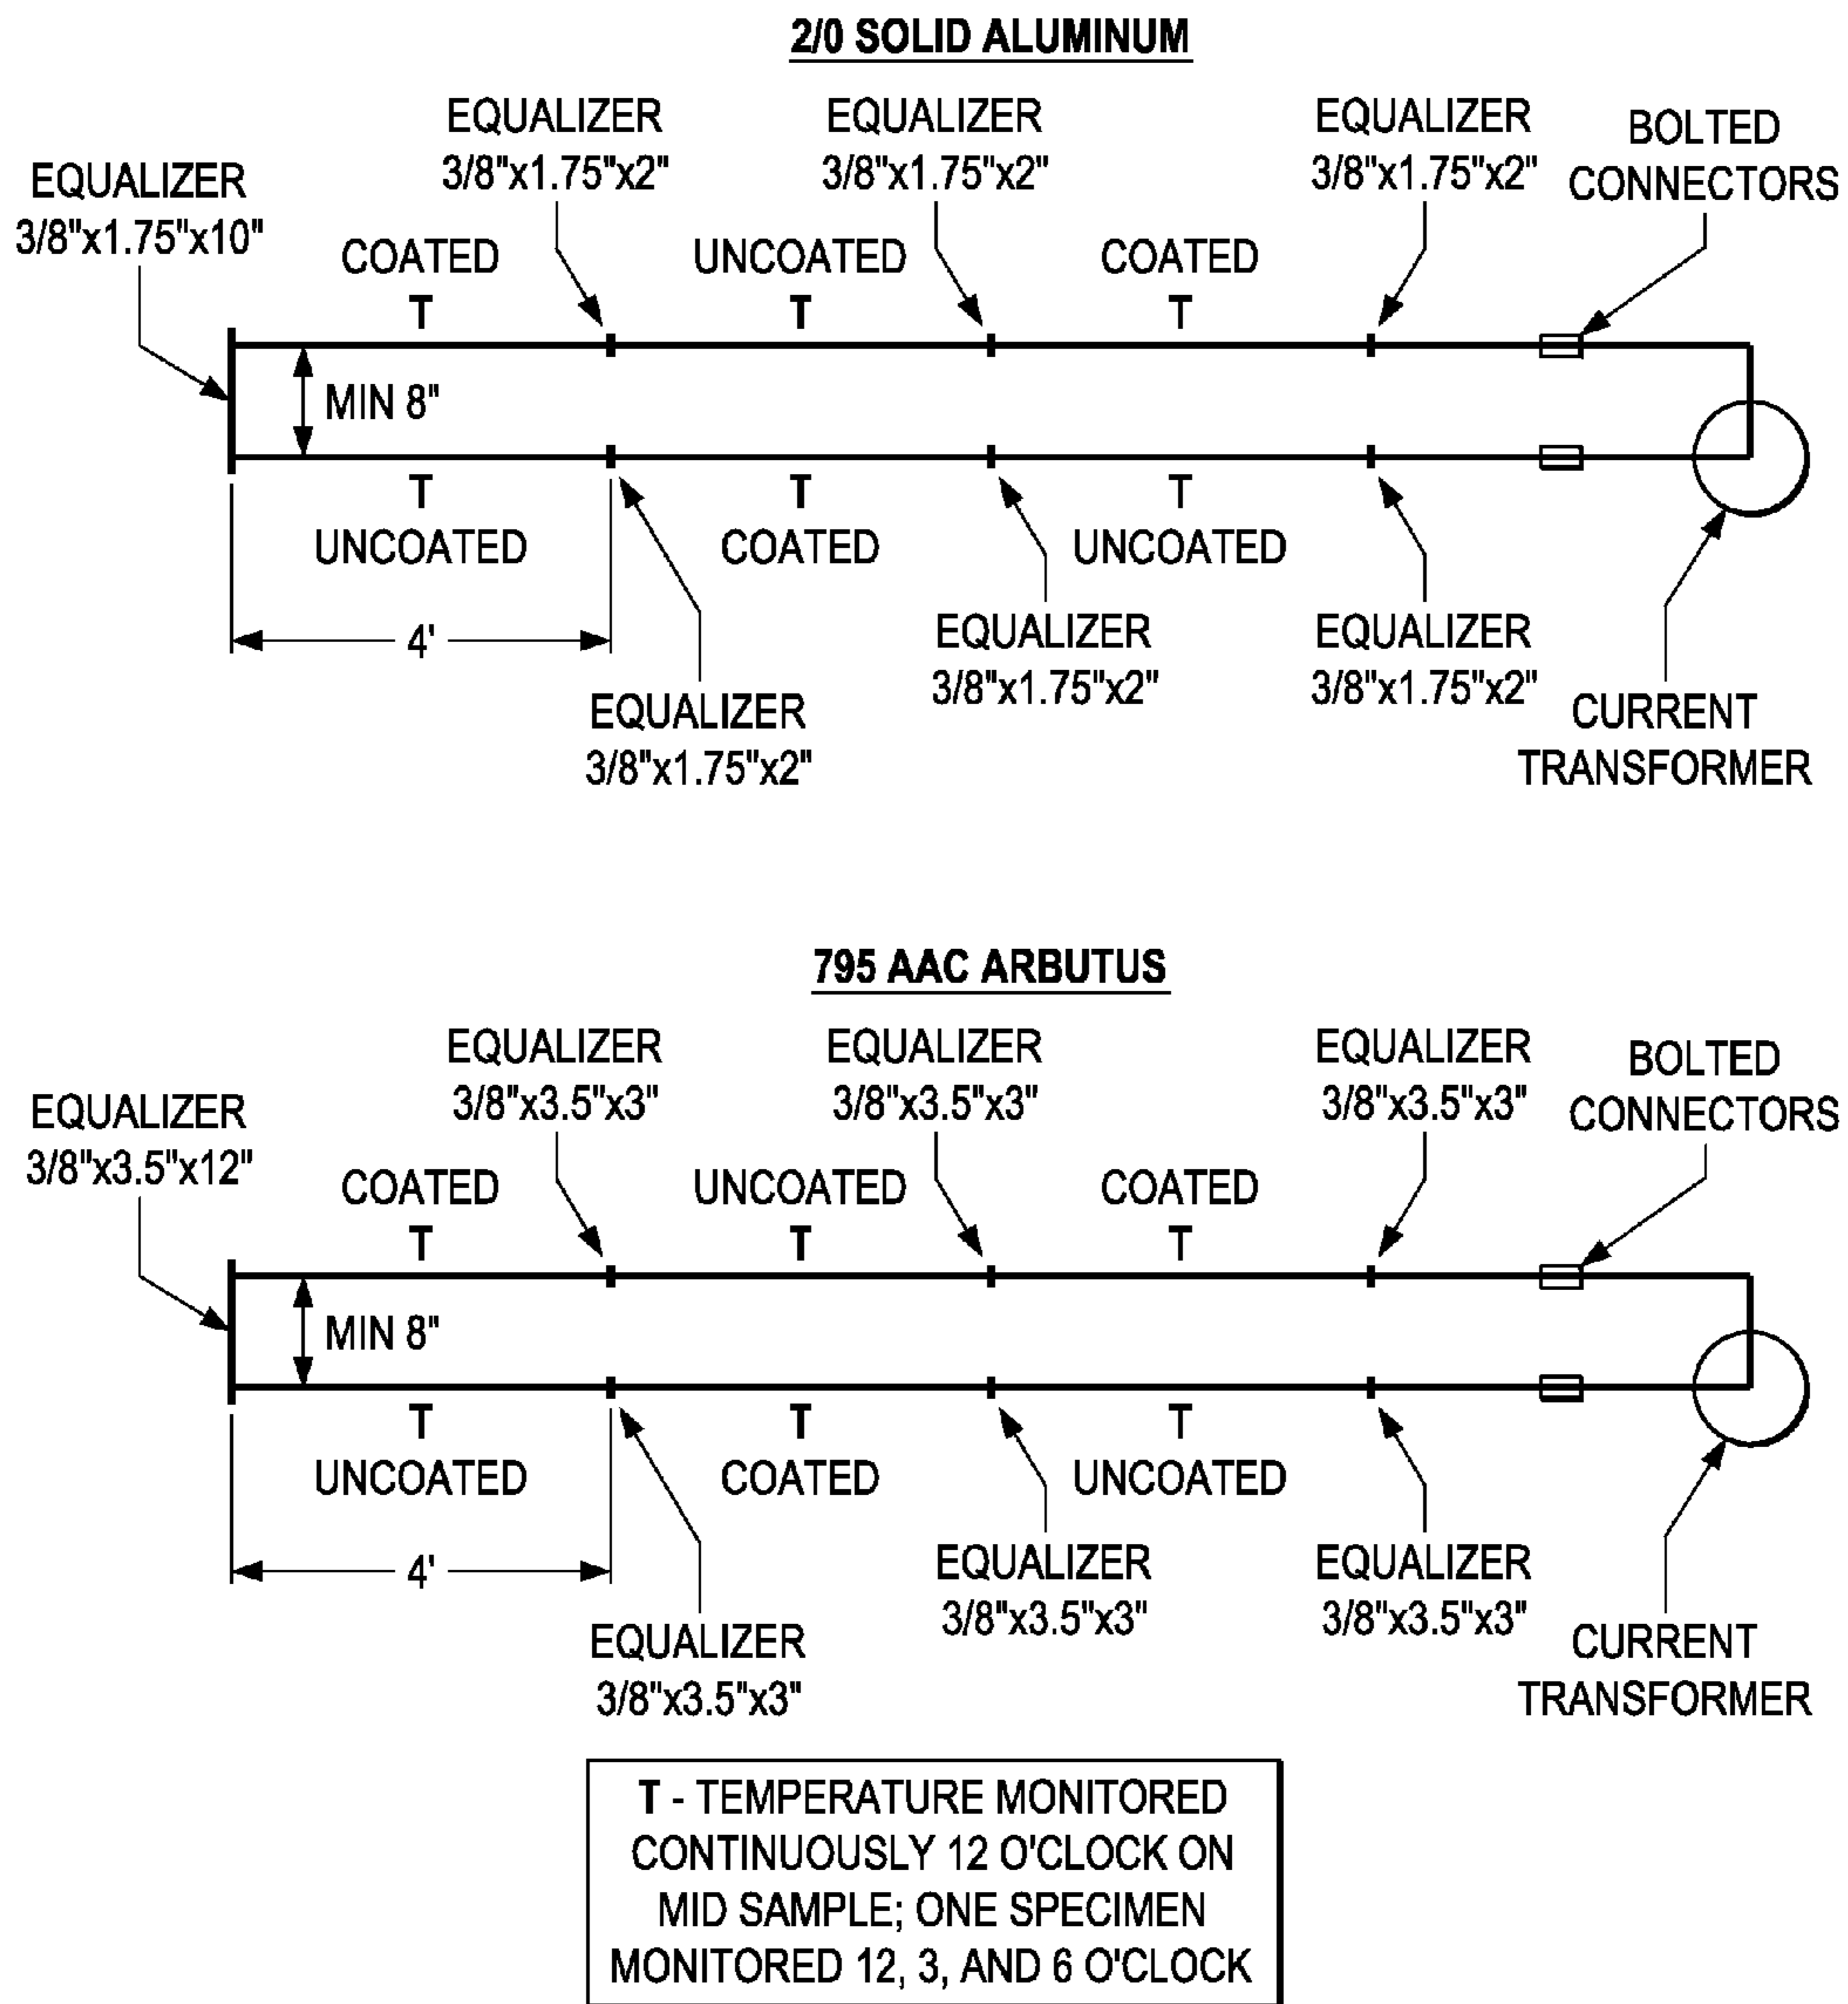 2/0 SOLID ALUMINUM
EQUALIZER
3/8"x1.75"x10"
EQUALIZER
3/8"x1.75"x2"
EQUALIZER
3/8"x1.75"x2"
EQUALIZER
3/8"x1.75"x2"
BOLTED
CONNECTORS
COATED
T
UNCOATED
T
COATED
T
MIN 8"
T
UNCOATED
T
COATED
T
UNCOATED
4'
EQUALIZER
3/8"x1.75"x2"
EQUALIZER
3/8"x1.75"x2"
EQUALIZER
3/8"x1.75"x2"
CURRENT
TRANSFORMER
795 AAC ARBUTUS
EQUALIZER
3/8"x3.5"x12"
EQUALIZER
3/8"x3.5"x3"
EQUALIZER
3/8"x3.5"x3"
EQUALIZER
3/8"x3.5"x3"
BOLTED
CONNECTORS
COATED
T
UNCOATED
T
COATED
T
MIN 8"
T
UNCOATED
T
COATED
T
UNCOATED
4'
EQUALIZER
3/8"x3.5"x3"
EQUALIZER
3/8"x3.5"x3"
EQUALIZER
3/8"x3.5"x3"
CURRENT
TRANSFORMER
T - TEMPERATURE MONITORED
CONTINUOUSLY 12 O'CLOCK ON
MID SAMPLE; ONE SPECIMEN
MONITORED 12, 3, AND 6 O'CLOCK